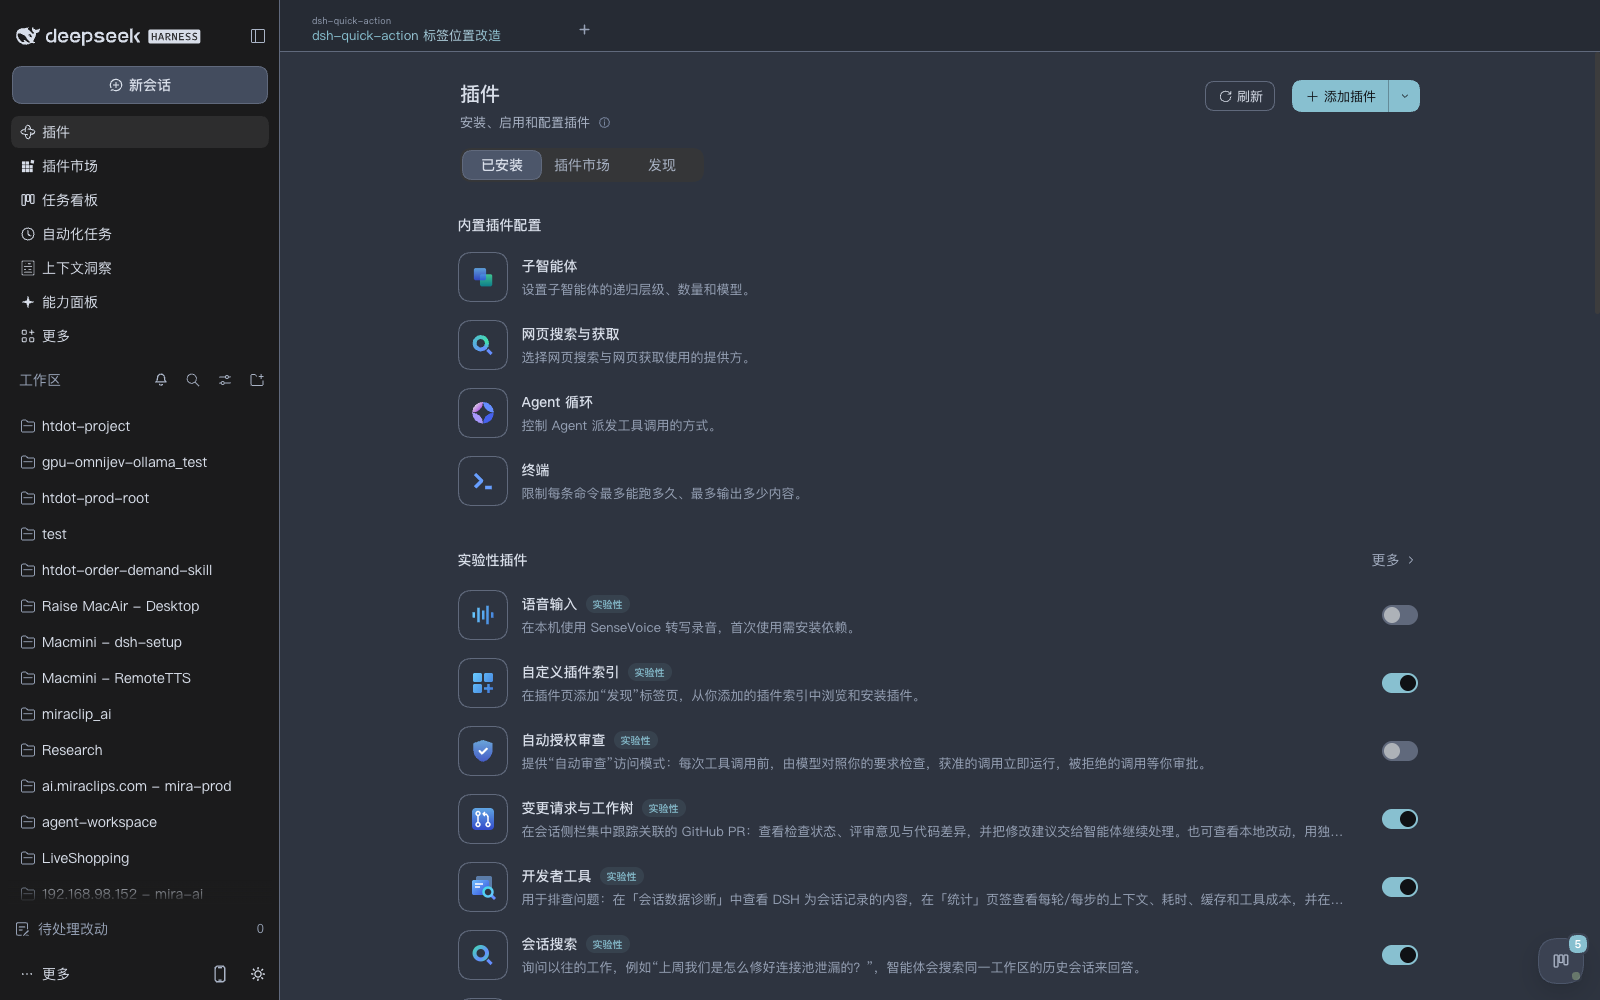 deepseek HARNESS
新会话
插件
插件市场
任务看板
自动化任务
上下文洞察
能力面板
更多
工作区
htdot-project
gpu-omnijev-ollama_test
htdot-prod-root
test
htdot-order-demand-skill
Raise MacAir - Desktop
Macmini - dsh-setup
Macmini - RemoteTTS
miraclip_ai
Research
ai.miraclips.com - mira-prod
agent-workspace
LiveShopping
192.168.98.152 - mira-ai
待处理改动 0
更多
dsh-quick-action
dsh-quick-action 标签位置改造
插件
安装、启用和配置插件
刷新
添加插件
已安装 插件市场 发现
内置插件配置
子智能体
设置子智能体的递归层级、数量和模型。
网页搜索与获取
选择网页搜索与网页获取使用的提供方。
Agent 循环
控制 Agent 派发工具调用的方式。
终端
限制每条命令最多能跑多久、最多输出多少内容。
实验性插件 更多
语音输入 实验性
在本机使用 SenseVoice 转写录音，首次使用需安装依赖。
自定义插件索引 实验性
在插件页添加“发现”标签页，从你添加的插件索引中浏览和安装插件。
自动授权审查 实验性
提供“自动审查”访问模式：每次工具调用前，由模型对照你的要求检查，获准的调用立即运行，被拒绝的调用等你审批。
变更请求与工作树 实验性
在会话侧栏集中跟踪关联的 GitHub PR：查看检查状态、评审意见与代码差异，并把修改建议交给智能体继续处理。也可查看本地改动，用独…
开发者工具 实验性
用于排查问题：在「会话数据诊断」中查看 DSH 为会话记录的内容，在「统计」页签查看每轮/每步的上下文、耗时、缓存和工具成本，并在…
会话搜索 实验性
询问以往的工作，例如“上周我们是怎么修好连接池泄漏的？”，智能体会搜索同一工作区的历史会话来回答。
5